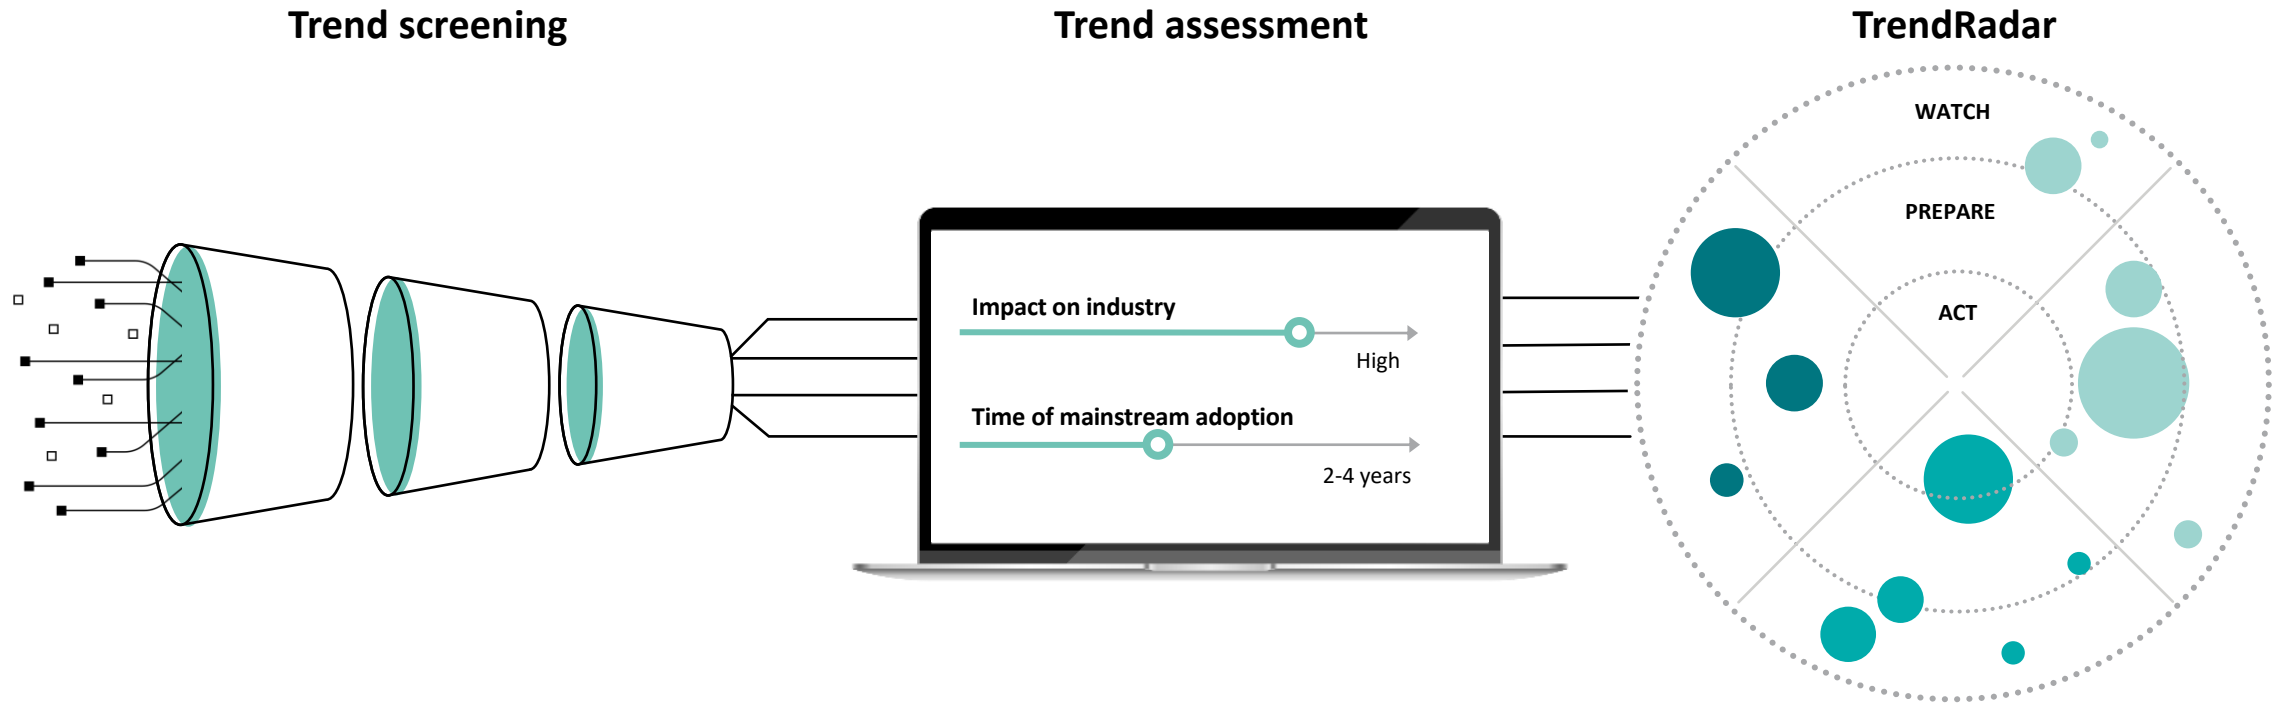 Trend screening
Trend assessment
TrendRadar
Impact on industry
High
Time of mainstream adoption
2-4 years
WATCH
PREPARE
ACT